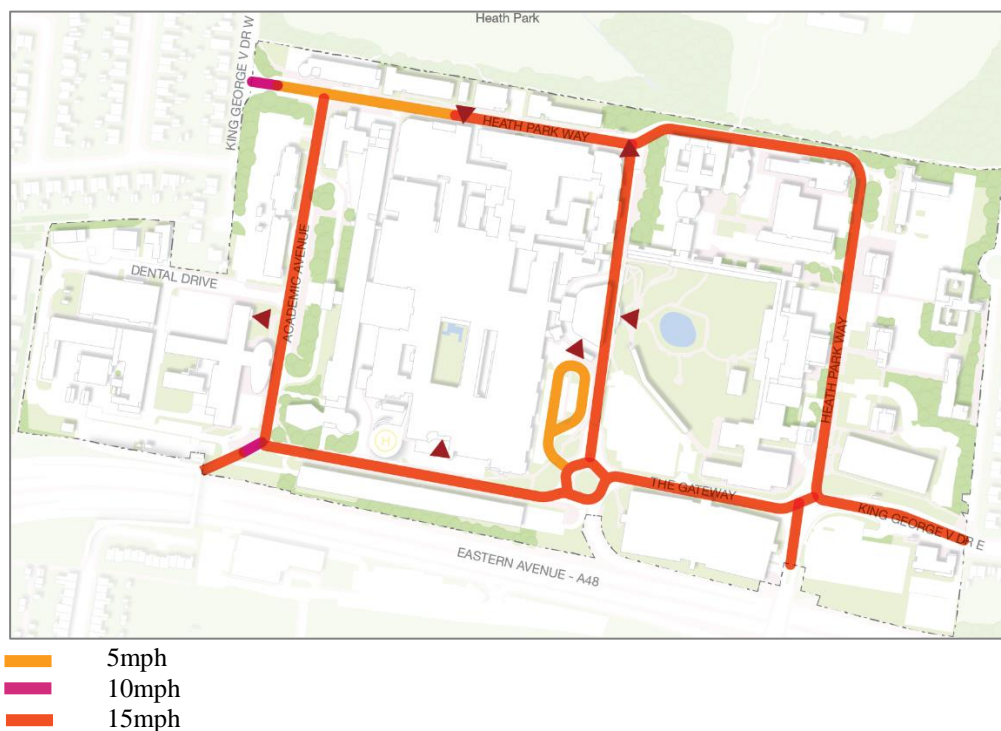 Heath Park
KING GEORGE V DR W
HEATH PARK WAY
DENTAL DRIVE
ACADEMIC AVENUE
HEATH PARK WAY
H
THE GATEWAY
KING GEORGE V DR E
EASTERN AVENUE - A48
5mph
10mph
15mph